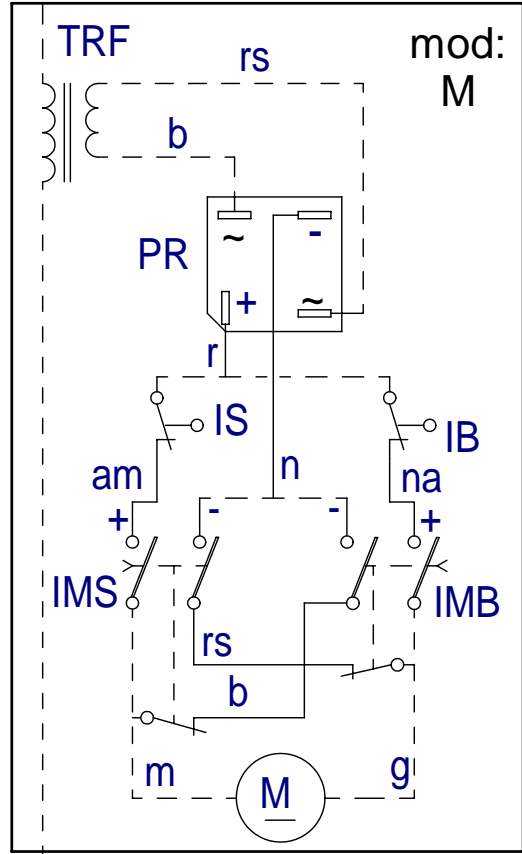 TRF
rs
mod:
M
b
~
-
PR
+
~
r
IS
IB
am
n
na
+
-
-
+
IMS
IMB
rs
b
m
g
M